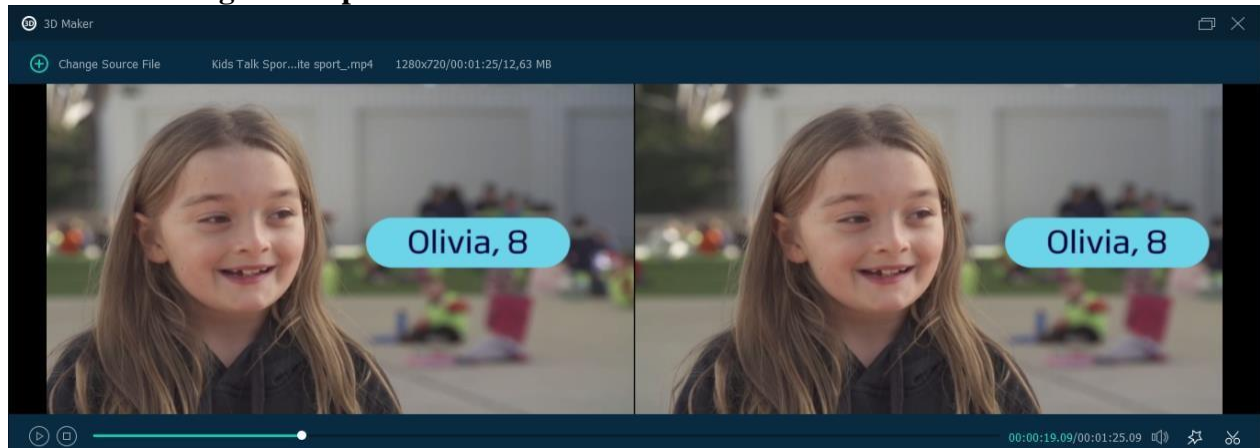 3D Maker
Change Source File Kids Talk Spor...ite sport_.mp4 1280x720/00:01:25/12,63 MB
Olivia, 8 Olivia, 8
00:00:19.09/00:01:25.09